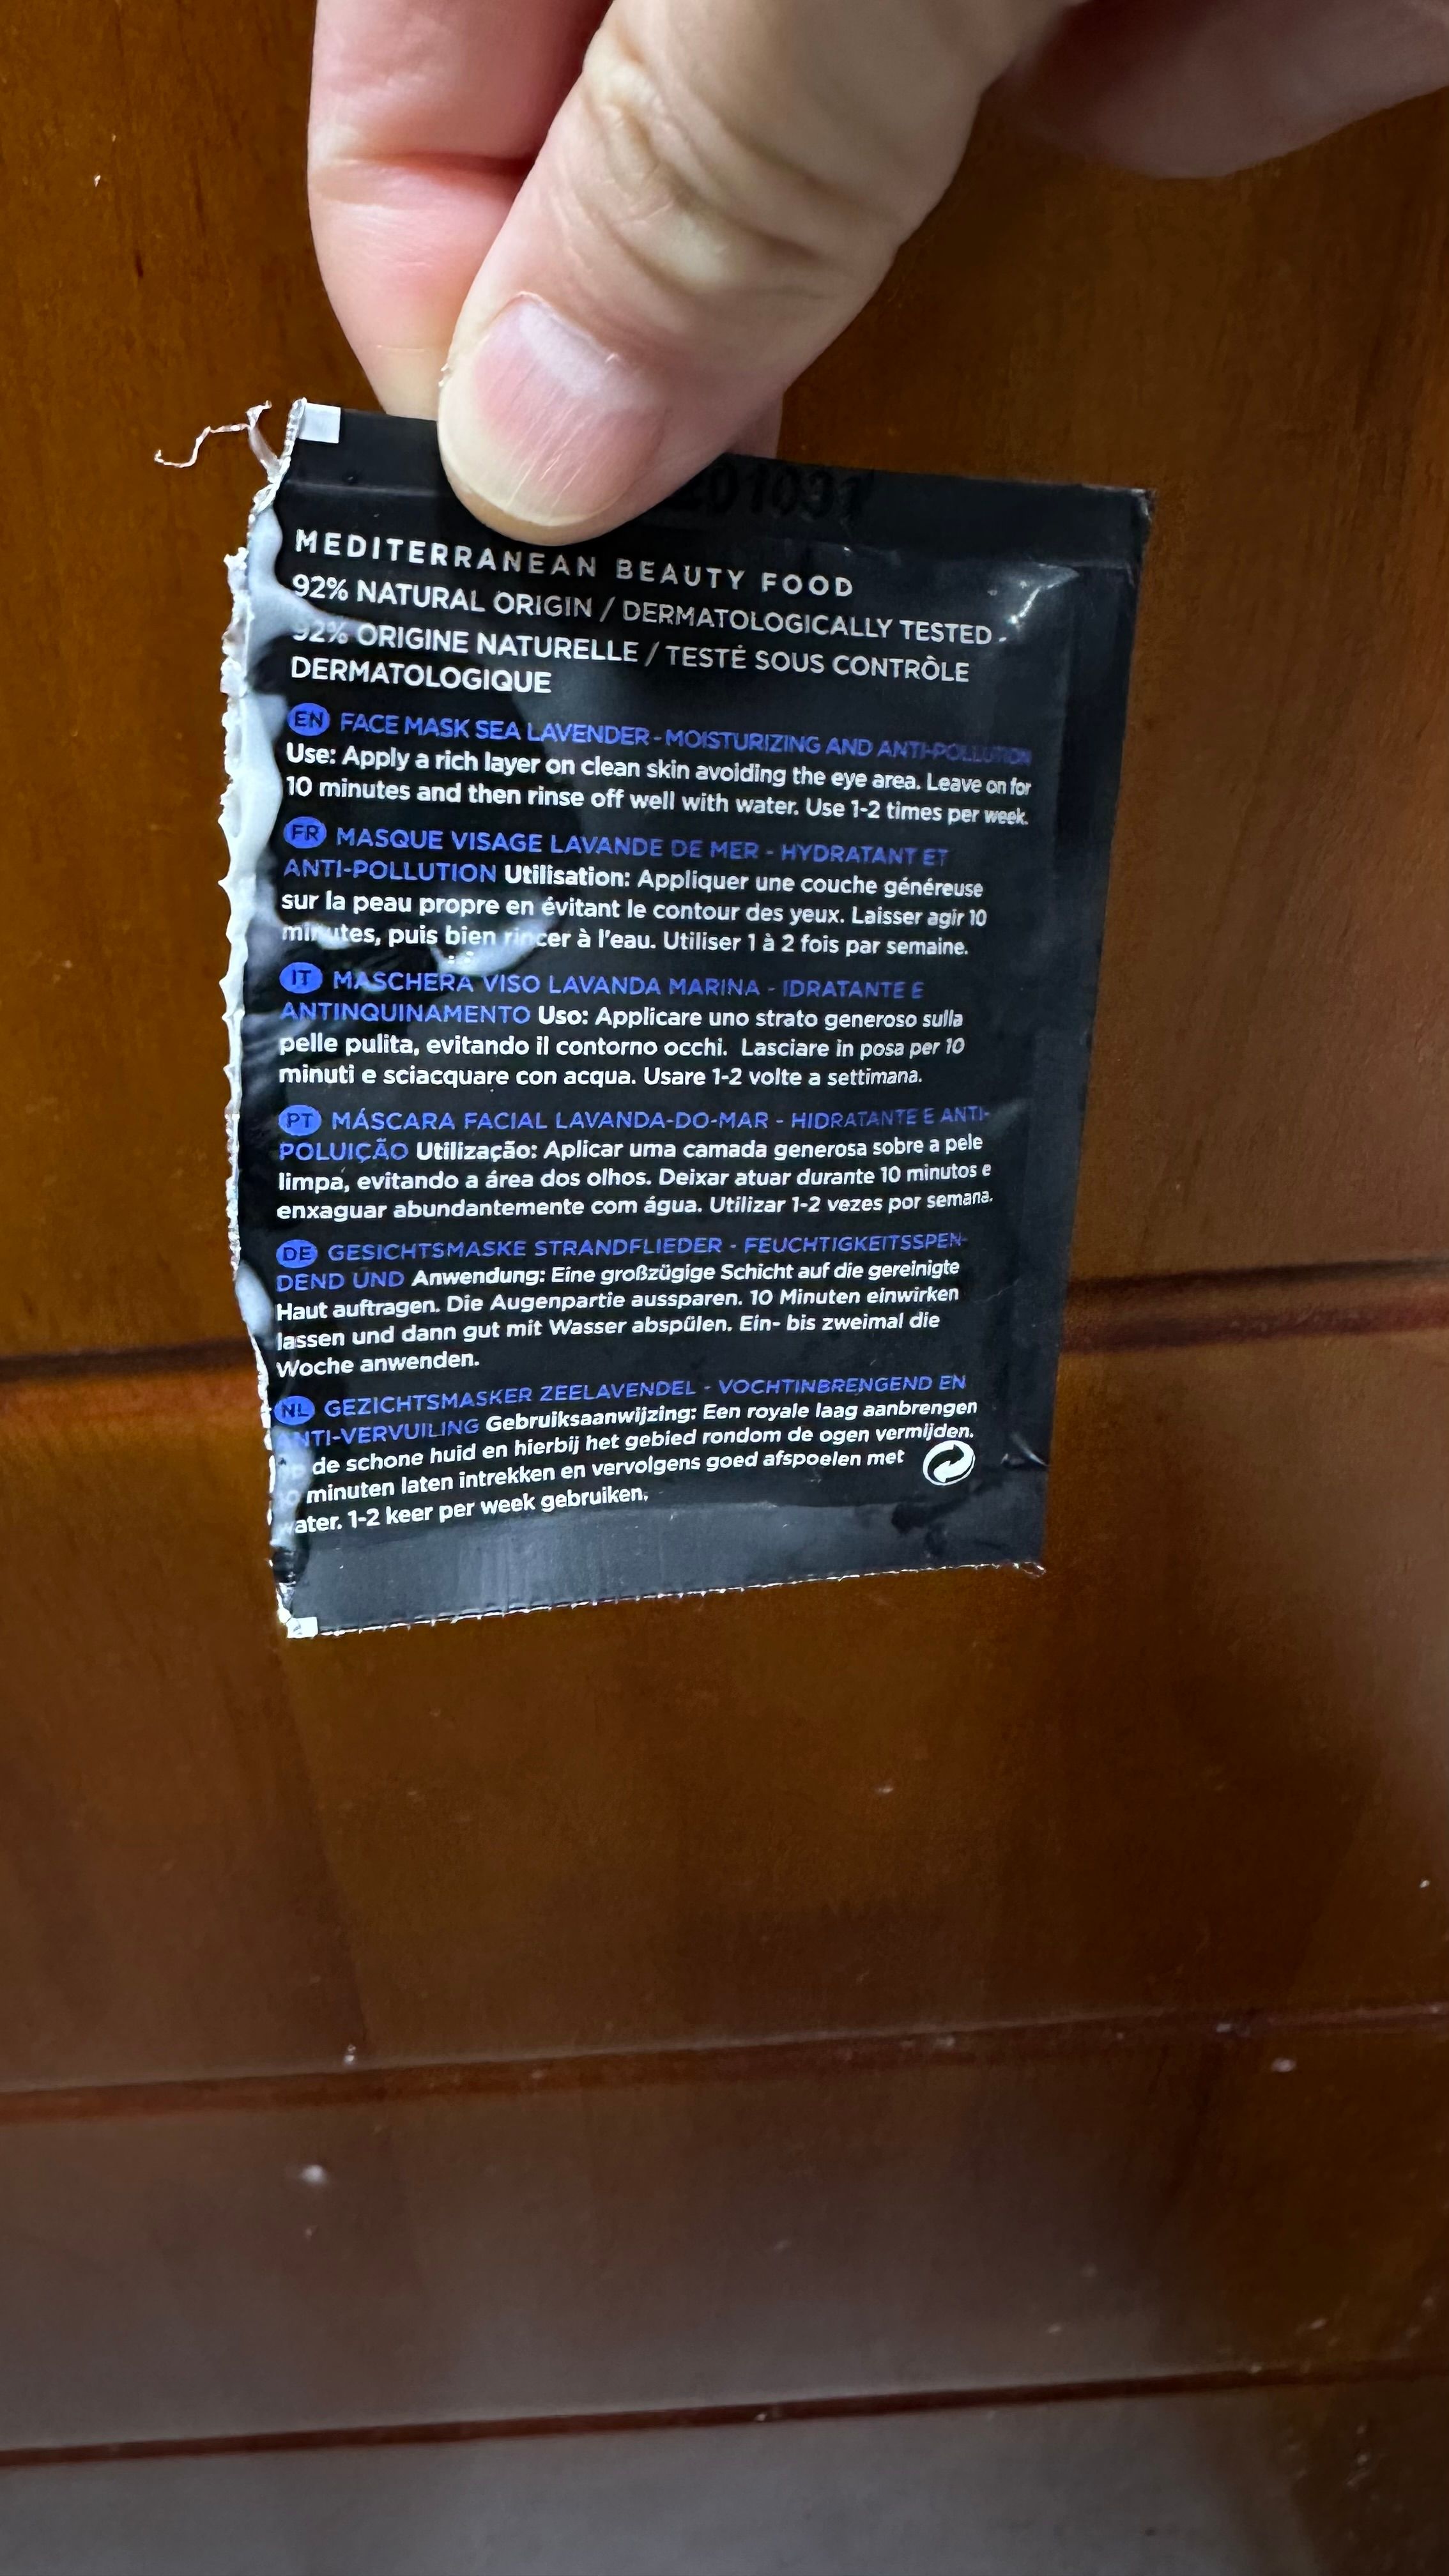 201091
MEDITERRANEAN BEAUTY FOOD
92% NATURAL ORIGIN / DERMATOLOGICALLY TESTED -
92% ORIGINE NATURELLE / TESTÉ SOUS CONTRÔLE
DERMATOLOGIQUE
EN FACE MASK SEA LAVENDER - MOISTURIZING AND ANTI-POLLUTION
Use: Apply a rich layer on clean skin avoiding the eye area. Leave on for
10 minutes and then rinse off well with water. Use 1-2 times per week.
FR MASQUE VISAGE LAVANDE DE MER - HYDRATANT ET
ANTI-POLLUTION Utilisation: Appliquer une couche généreuse
sur la peau propre en évitant le contour des yeux. Laisser agir 10
minutes, puis bien rincer à l'eau. Utiliser 1 à 2 fois par semaine.
IT MASCHERA VISO LAVANDA MARINA - IDRATANTE E
ANTINQUINAMENTO Uso: Applicare uno strato generoso sulla
pelle pulita, evitando il contorno occhi. Lasciare in posa per 10
minuti e sciacquare con acqua. Usare 1-2 volte a settimana.
PT MÁSCARA FACIAL LAVANDA-DO-MAR - HIDRATANTE E ANTI-
POLUIÇÃO Utilização: Aplicar uma camada generosa sobre a pele
limpa, evitando a área dos olhos. Deixar atuar durante 10 minutos e
enxaguar abundantemente com água. Utilizar 1-2 vezes por semana.
DE GESICHTSMASKE STRANDFLIEDER - FEUCHTIGKEITSSPEN-
DEND UND Anwendung: Eine großzügige Schicht auf die gereinigte
Haut auftragen. Die Augenpartie aussparen. 10 Minuten einwirken
lassen und dann gut mit Wasser abspülen. Ein- bis zweimal die
Woche anwenden.
NL GEZICHTSMASKER ZEELAVENDEL - VOCHTINBRENGEND EN
ANTI-VERVUILING Gebruiksaanwijzing: Een royale laag aanbrengen
de schone huid en hierbij het gebied rondom de ogen vermijden.
minuten laten intrekken en vervolgens goed afspoelen met
water. 1-2 keer per week gebruiken.